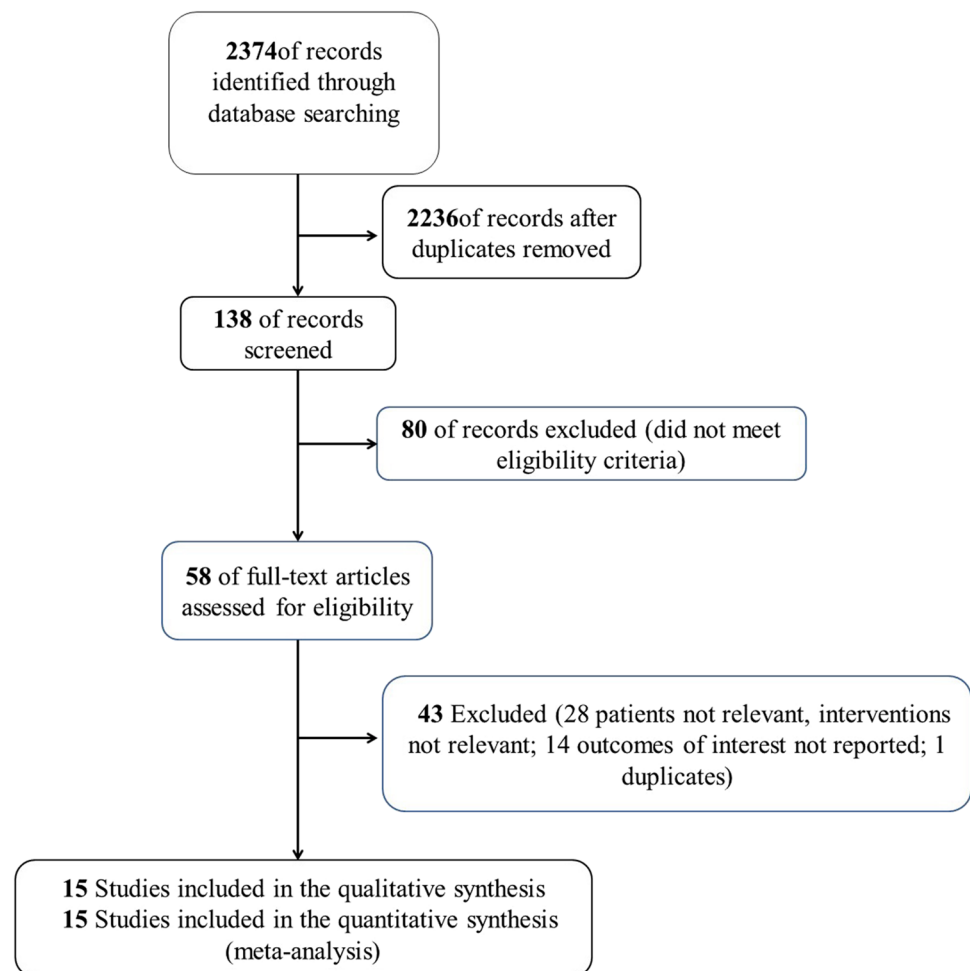 2374of records
identified through
database searching
2236of records after
duplicates removed
138 of records
screened
80 of records excluded (did not meet
eligibility criteria)
58 of full-text articles
assessed for eligibility
43 Excluded (28 patients not relevant, interventions
not relevant; 14 outcomes of interest not reported; 1
duplicates)
15 Studies included in the qualitative synthesis
15 Studies included in the quantitative synthesis
(meta-analysis)